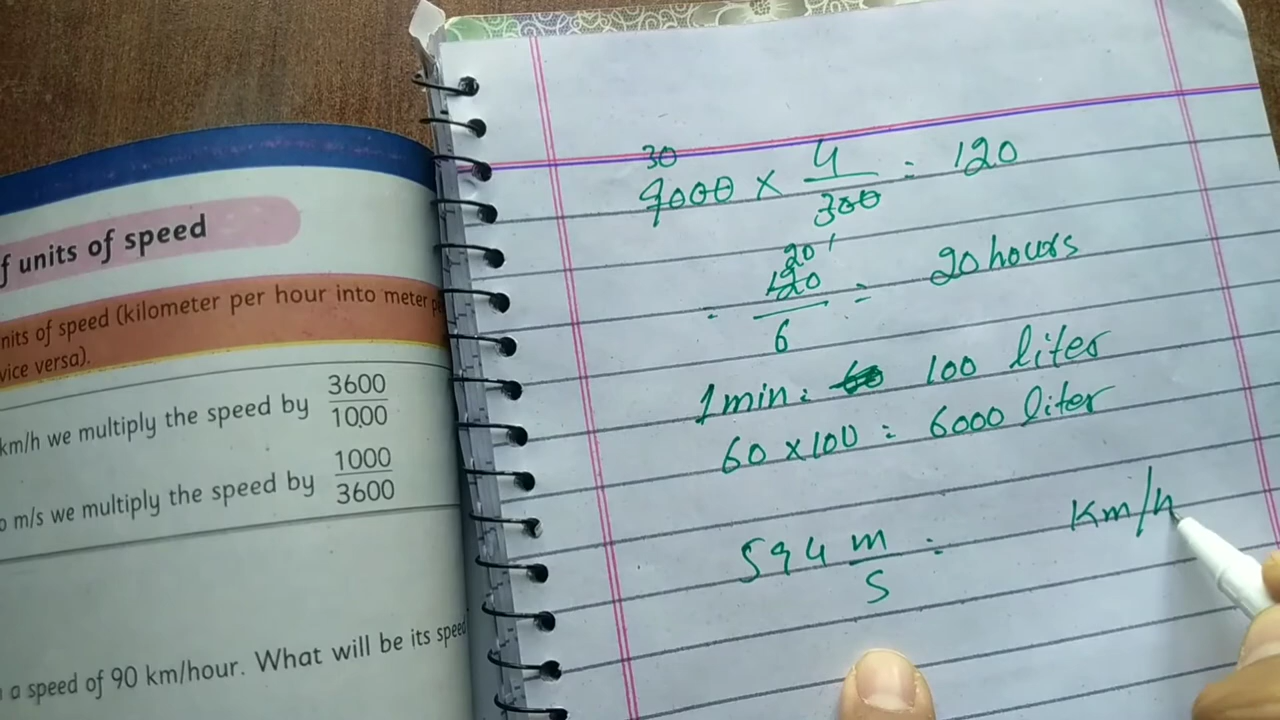 f units of speed
nits of speed (kilometer per hour into meter p
vice versa).
km/h we multiply the speed by 3600/1000
o m/s we multiply the speed by 1000/3600
a speed of 90 km/hour. What will be its speed
30
9000 × 4/300 = 120
20 1
= 120/6 = 20 hours
1 min = 100 liter
60 × 100 = 6000 liter
594 m/s = Km/h